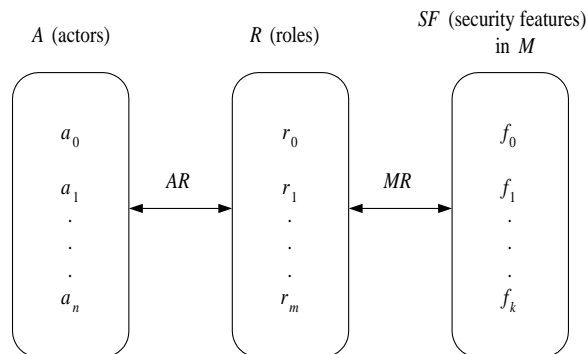 A (actors)
R (roles)
SF (security features)
in M
a₀
a₁
.
.
.
aₙ
AR
r₀
r₁
.
.
.
rₘ
MR
f₀
f₁
.
.
.
fₖ